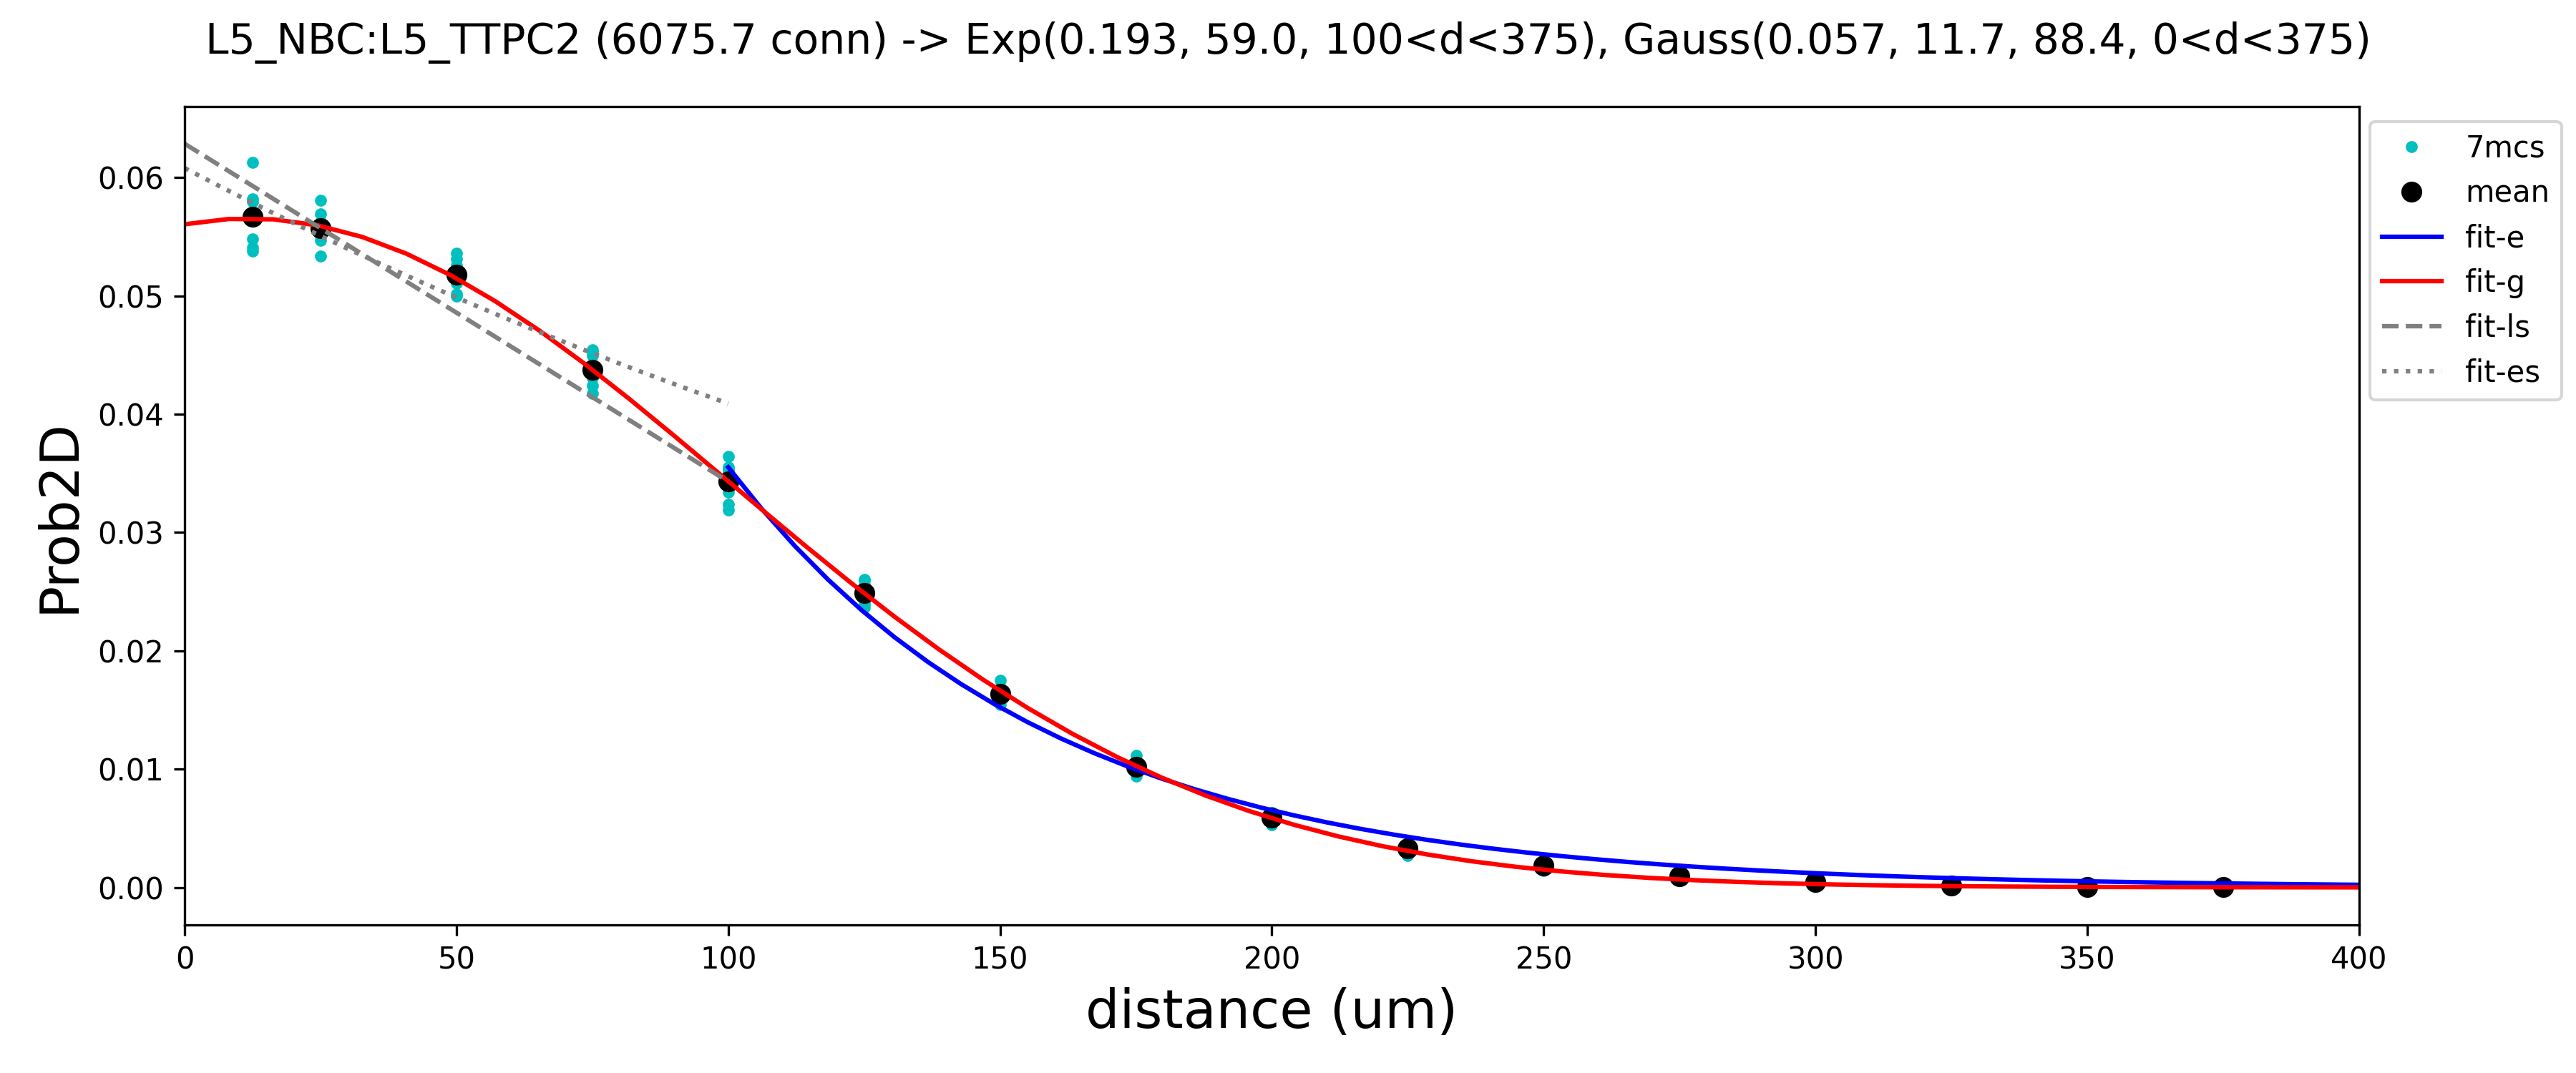 L5_NBC:L5_TTPC2 (6075.7 conn) -> Exp(0.193, 59.0, 100<d<375), Gauss(0.057, 11.7, 88.4, 0<d<375)
7mcs
mean
fit-e
fit-g
fit-ls
fit-es
Prob2D
0.06
0.05
0.04
0.03
0.02
0.01
0.00
0 50 100 150 200 250 300 350 400
distance (um)